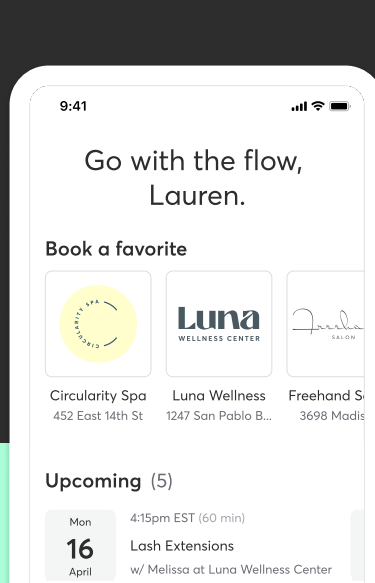 9:41
Go with the flow,
Lauren.
Book a favorite
CIRCULARITY SPA
Luna
WELLNESS CENTER
SALON
Circularity Spa
Luna Wellness
Freehand S
452 East 14th St
1247 San Pablo B...
3698 Madis
Upcoming (5)
Mon
16
April
4:15pm EST (60 min)
Lash Extensions
w/ Melissa at Luna Wellness Center